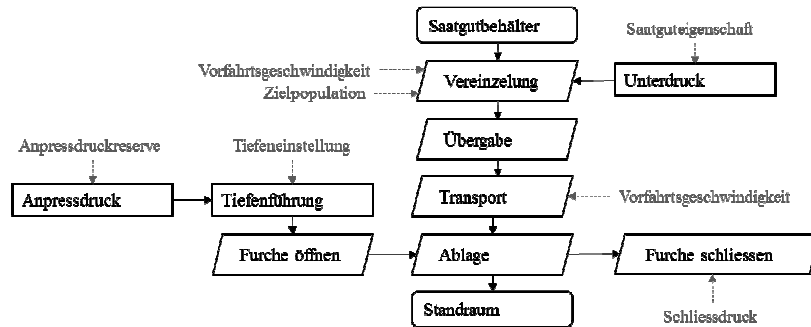 Saatgutbehälter
Saatguteigenschaft
Vorfahrtsgeschwindigkeit
Zielpopulation
Vereinzelung
Unterdruck
Übergabe
Anpressdruckreserve
Tiefeneinstellung
Anpressdruck
Tiefenführung
Transport
Vorfahrtsgeschwindigkeit
Furche öffnen
Ablage
Furche schliessen
Standraum
Schliessdruck